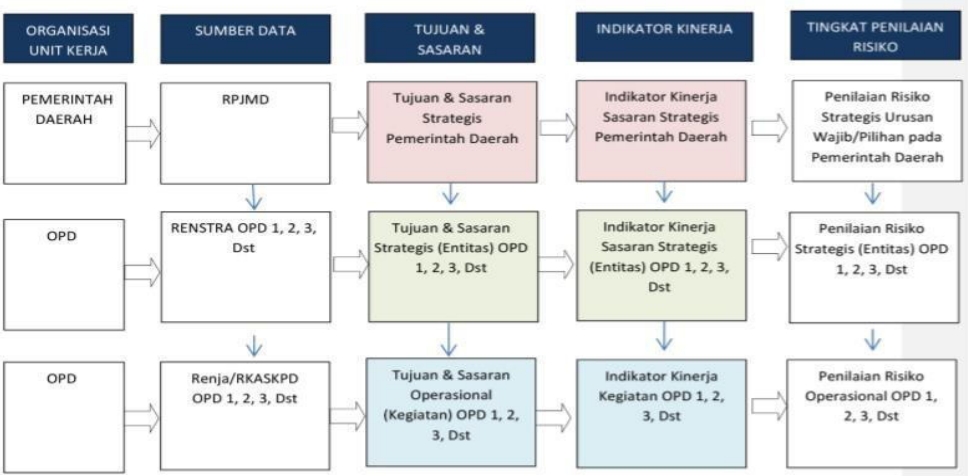 ORGANISASI
UNIT KERJA
SUMBER DATA
TUJUAN &
SASARAN
INDIKATOR KINERJA
TINGKAT PENILAIAN
RISIKO
PEMERINTAH
DAERAH
RPJMD
Tujuan & Sasaran
Strategis
Pemerintah Daerah
Indikator Kinerja
Sasaran Strategis
Pemerintah Daerah
Penilaian Risiko
Strategis Urusan
Wajib/Pilihan pada
Pemerintah Daerah
OPD
RENSTRA OPD 1, 2, 3,
Dst
Tujuan & Sasaran
Strategis (Entitas) OPD
1, 2, 3, Dst
Indikator Kinerja
Sasaran Strategis
(Entitas) OPD 1, 2, 3,
Dst
Penilaian Risiko
Strategis (Entitas) OPD
1, 2, 3, Dst
OPD
Renja/RKASKPD
OPD 1, 2, 3, Dst
Tujuan & Sasaran
Operasional
(Kegiatan) OPD 1, 2,
3, Dst
Indikator Kinerja
Kegiatan OPD 1, 2,
3, Dst
Penilaian Risiko
Operasional OPD 1,
2, 3, Dst